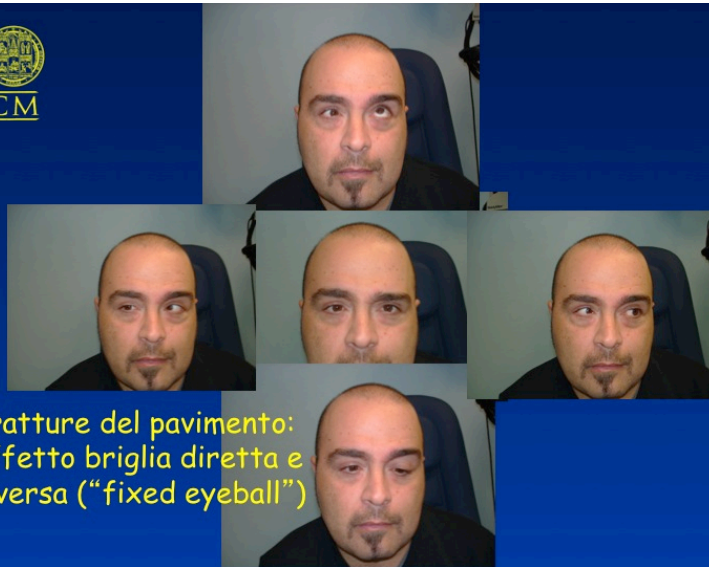 CM
ratture del pavimento:
fetto briglia diretta e
versa (“fixed eyeball”)